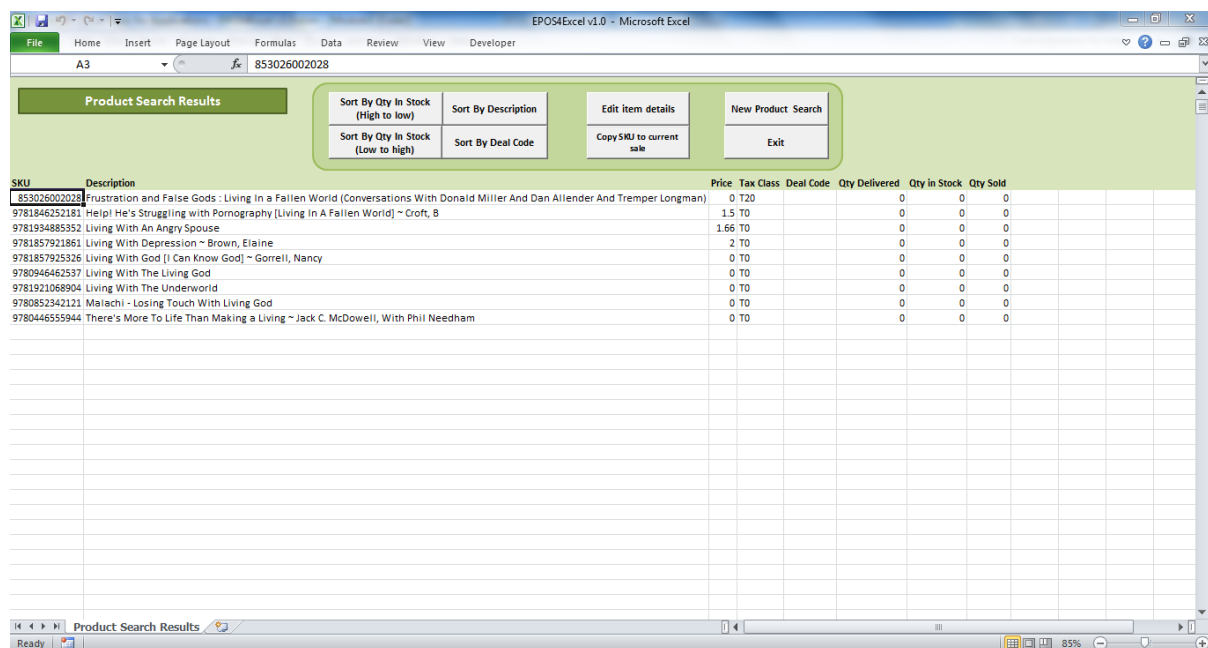 EPOS4Excel v1.0 - Microsoft Excel
File Home Insert Page Layout Formulas Data Review View Developer
A3 fx 853026002028
Product Search Results
Sort By Qty In Stock (High to low)
Sort By Description
Edit item details
New Product Search
Sort By Qty In Stock (Low to high)
Sort By Deal Code
Copy SKU to current sale
Exit
SKU Description Price Tax Class Deal Code Qty Delivered Qty in Stock Qty Sold
853026002028 Frustration and False Gods : Living In a Fallen World (Conversations With Donald Miller And Dan Allender And Tremper Longman) 0 T20 0 0 0
9781846252181 Help! He's Struggling with Pornography [Living In A Fallen World] ~ Croft, B 1.5 T0 0 0 0
9781934885352 Living With An Angry Spouse 1.66 T0 0 0 0
9781857921861 Living With Depression ~ Brown, Elaine 2 T0 0 0 0
9781857925326 Living With God [I Can Know God] ~ Gorrell, Nancy 0 T0 0 0 0
9780946462537 Living With The Living God 0 T0 0 0 0
9781921068904 Living With The Underworld 0 T0 0 0 0
9780852342121 Malachi - Losing Touch With Living God 0 T0 0 0 0
9780446555944 There's More To Life Than Making a Living ~ Jack C. McDowell, With Phil Needham 0 T0 0 0 0
Product Search Results
Ready 85%